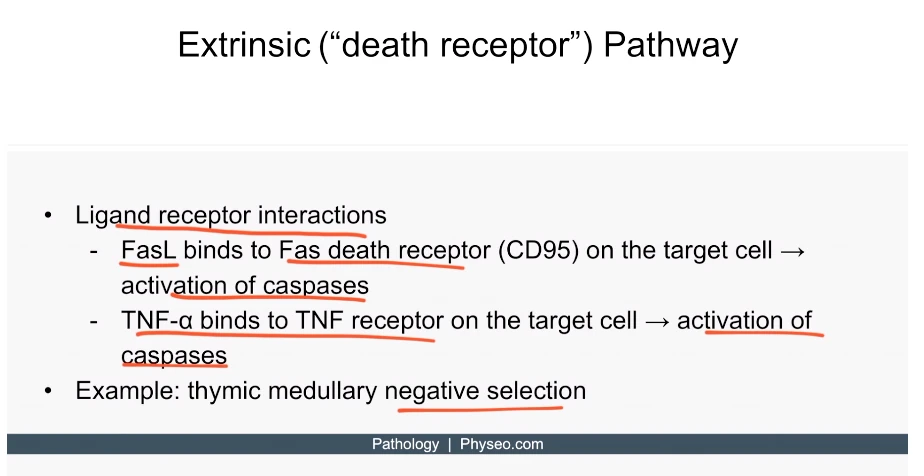 Extrinsic (“death receptor”) Pathway
• Ligand receptor interactions
- FasL binds to Fas death receptor (CD95) on the target cell →
activation of caspases
- TNF-α binds to TNF receptor on the target cell → activation of
caspases
• Example: thymic medullary negative selection
Pathology | Physeo.com